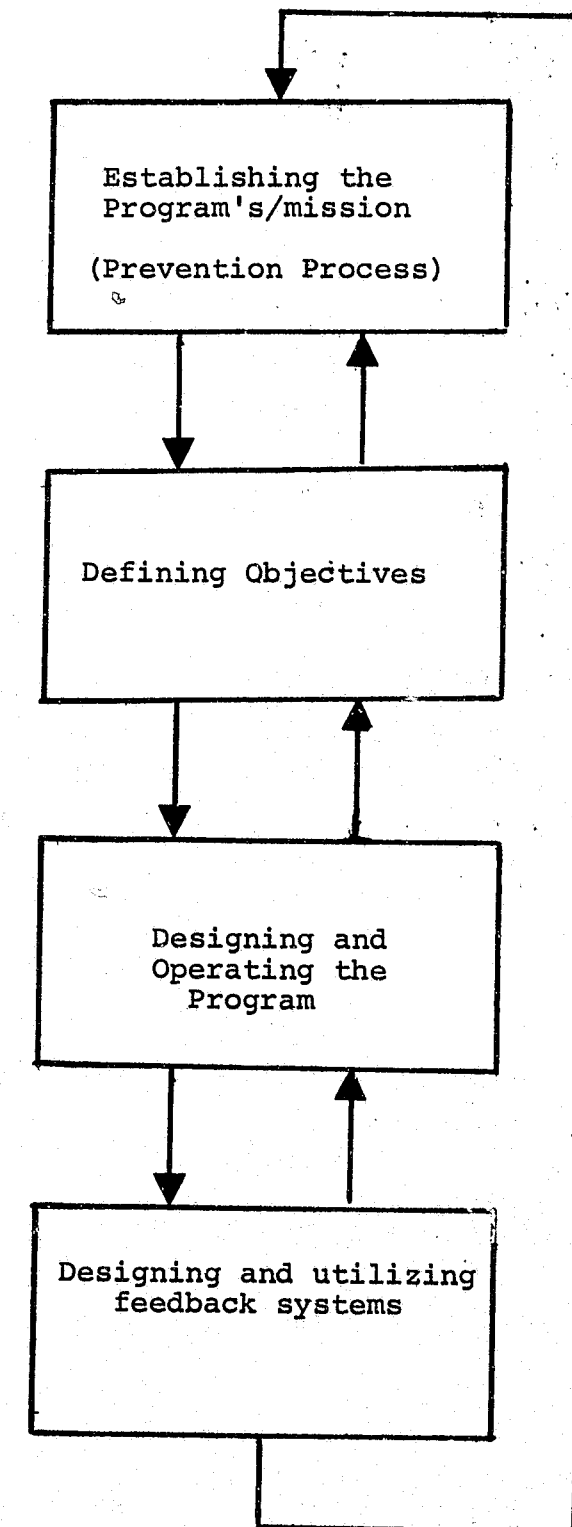 Establishing the
Program's/mission
(Prevention Process)
Defining Objectives
Designing and
Operating the
Program
Designing and utilizing
feedback systems